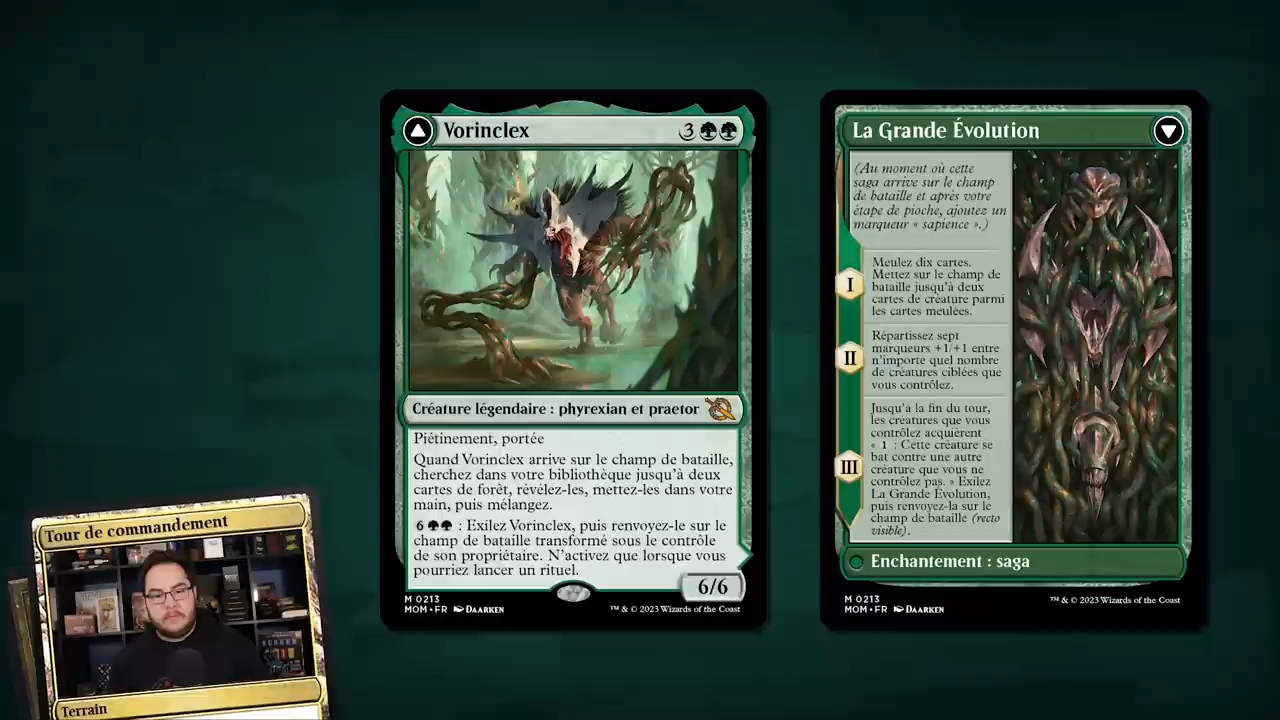 Vorinclex
3
Créature légendaire : phyrexian et praetor
Piétinement, portée
Quand Vorinclex arrive sur le champ de bataille,
cherchez dans votre bibliothèque jusqu'à deux
cartes de forêt, révélez-les, mettez-les dans votre
main, puis mélangez.
6 : Exilez Vorinclex, puis renvoyez-le sur le
champ de bataille transformé sous le contrôle
de son propriétaire. N'activez que lorsque vous
pourriez lancer un rituel.
6/6
M 0213
MOM • FR DAARKEN
™ & © 2023 Wizards of the Coast
La Grande Évolution
(Au moment où cette
saga arrive sur le champ
de bataille et après votre
étape de pioche, ajoutez un
marqueur « sapience ».)
I
Meulez dix cartes.
Mettez sur le champ de
bataille jusqu'à deux
cartes de créature parmi
les cartes meulées.
II
Répartissez sept
marqueurs +1/+1 entre
n'importe quel nombre
de créatures ciblées que
vous contrôlez.
III
Jusqu'à la fin du tour,
les créatures que vous
contrôlez acquièrent
« 1 : Cette créature se
bat contre une autre
créature que vous ne
contrôlez pas. » Exilez
La Grande Évolution,
puis renvoyez-la sur le
champ de bataille (recto
visible).
Enchantement : saga
M 0213
MOM • FR DAARKEN
™ & © 2023 Wizards of the Coast
Tour de commandement
Terrain